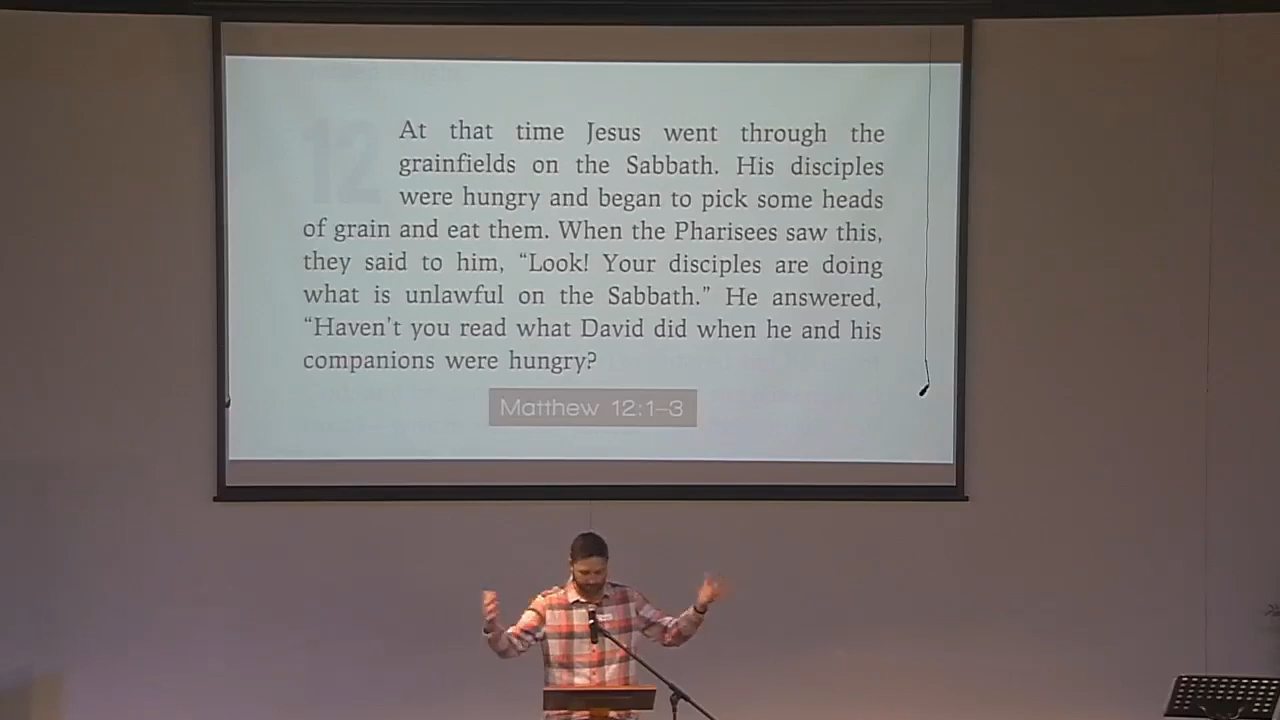 12 At that time Jesus went through the
grainfields on the Sabbath. His disciples
were hungry and began to pick some heads
of grain and eat them. When the Pharisees saw this,
they said to him, “Look! Your disciples are doing
what is unlawful on the Sabbath.” He answered,
“Haven't you read what David did when he and his
companions were hungry?
Matthew 12:1–3